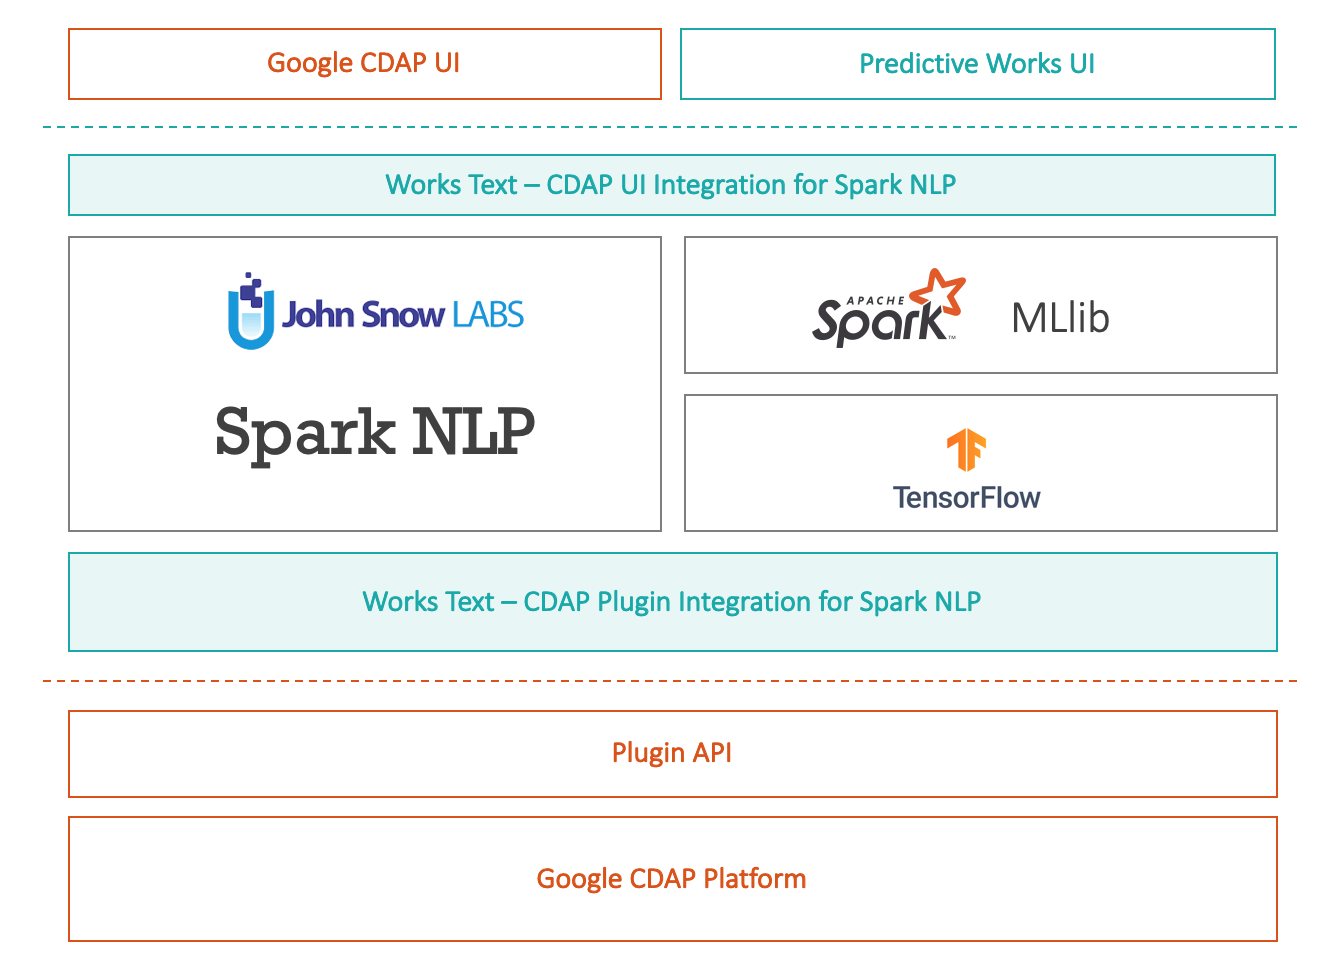 Google CDAP UI
Predictive Works UI
Works Text – CDAP UI Integration for Spark NLP
John Snow LABS
Spark NLP
APACHE
Spark™
MLlib
TensorFlow
Works Text – CDAP Plugin Integration for Spark NLP
Plugin API
Google CDAP Platform